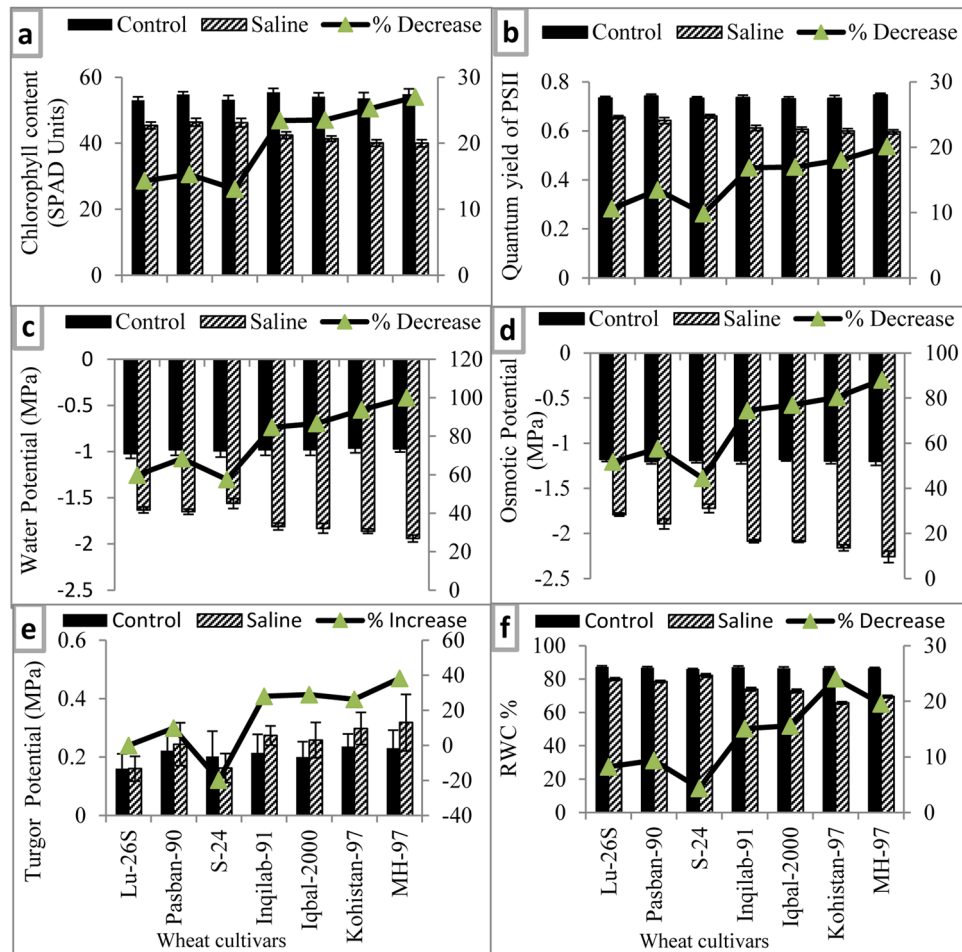 a
Control Saline % Decrease
Chlorophyll content
(SPAD Units)
60
40
20
0
30
20
10
0
b
Control Saline % Decrease
Quantum yield of PSII
0.8
0.6
0.4
0.2
0
30
20
10
0
c
Control Saline % Decrease
Water Potential (MPa)
0
-0.5
-1
-1.5
-2
-2.5
120
100
80
60
40
20
0
d
Control Saline % Decrease
Osmotic Potential
(MPa)
0
-0.5
-1
-1.5
-2
-2.5
100
80
60
40
20
0
e
Control Saline % Increase
Turgor Potential (MPa)
0.6
0.4
0.2
0
60
40
20
0
-20
-40
Lu-26S
Pasban-90
S-24
Inqilab-91
Iqbal-2000
Kohistan-97
MH-97
Wheat cultivars
f
Control Saline % Decrease
RWC %
100
80
60
40
20
0
30
20
10
0
Lu-26S
Pasban-90
S-24
Inqilab-91
Iqbal-2000
Kohistan-97
MH-97
Wheat cultivars